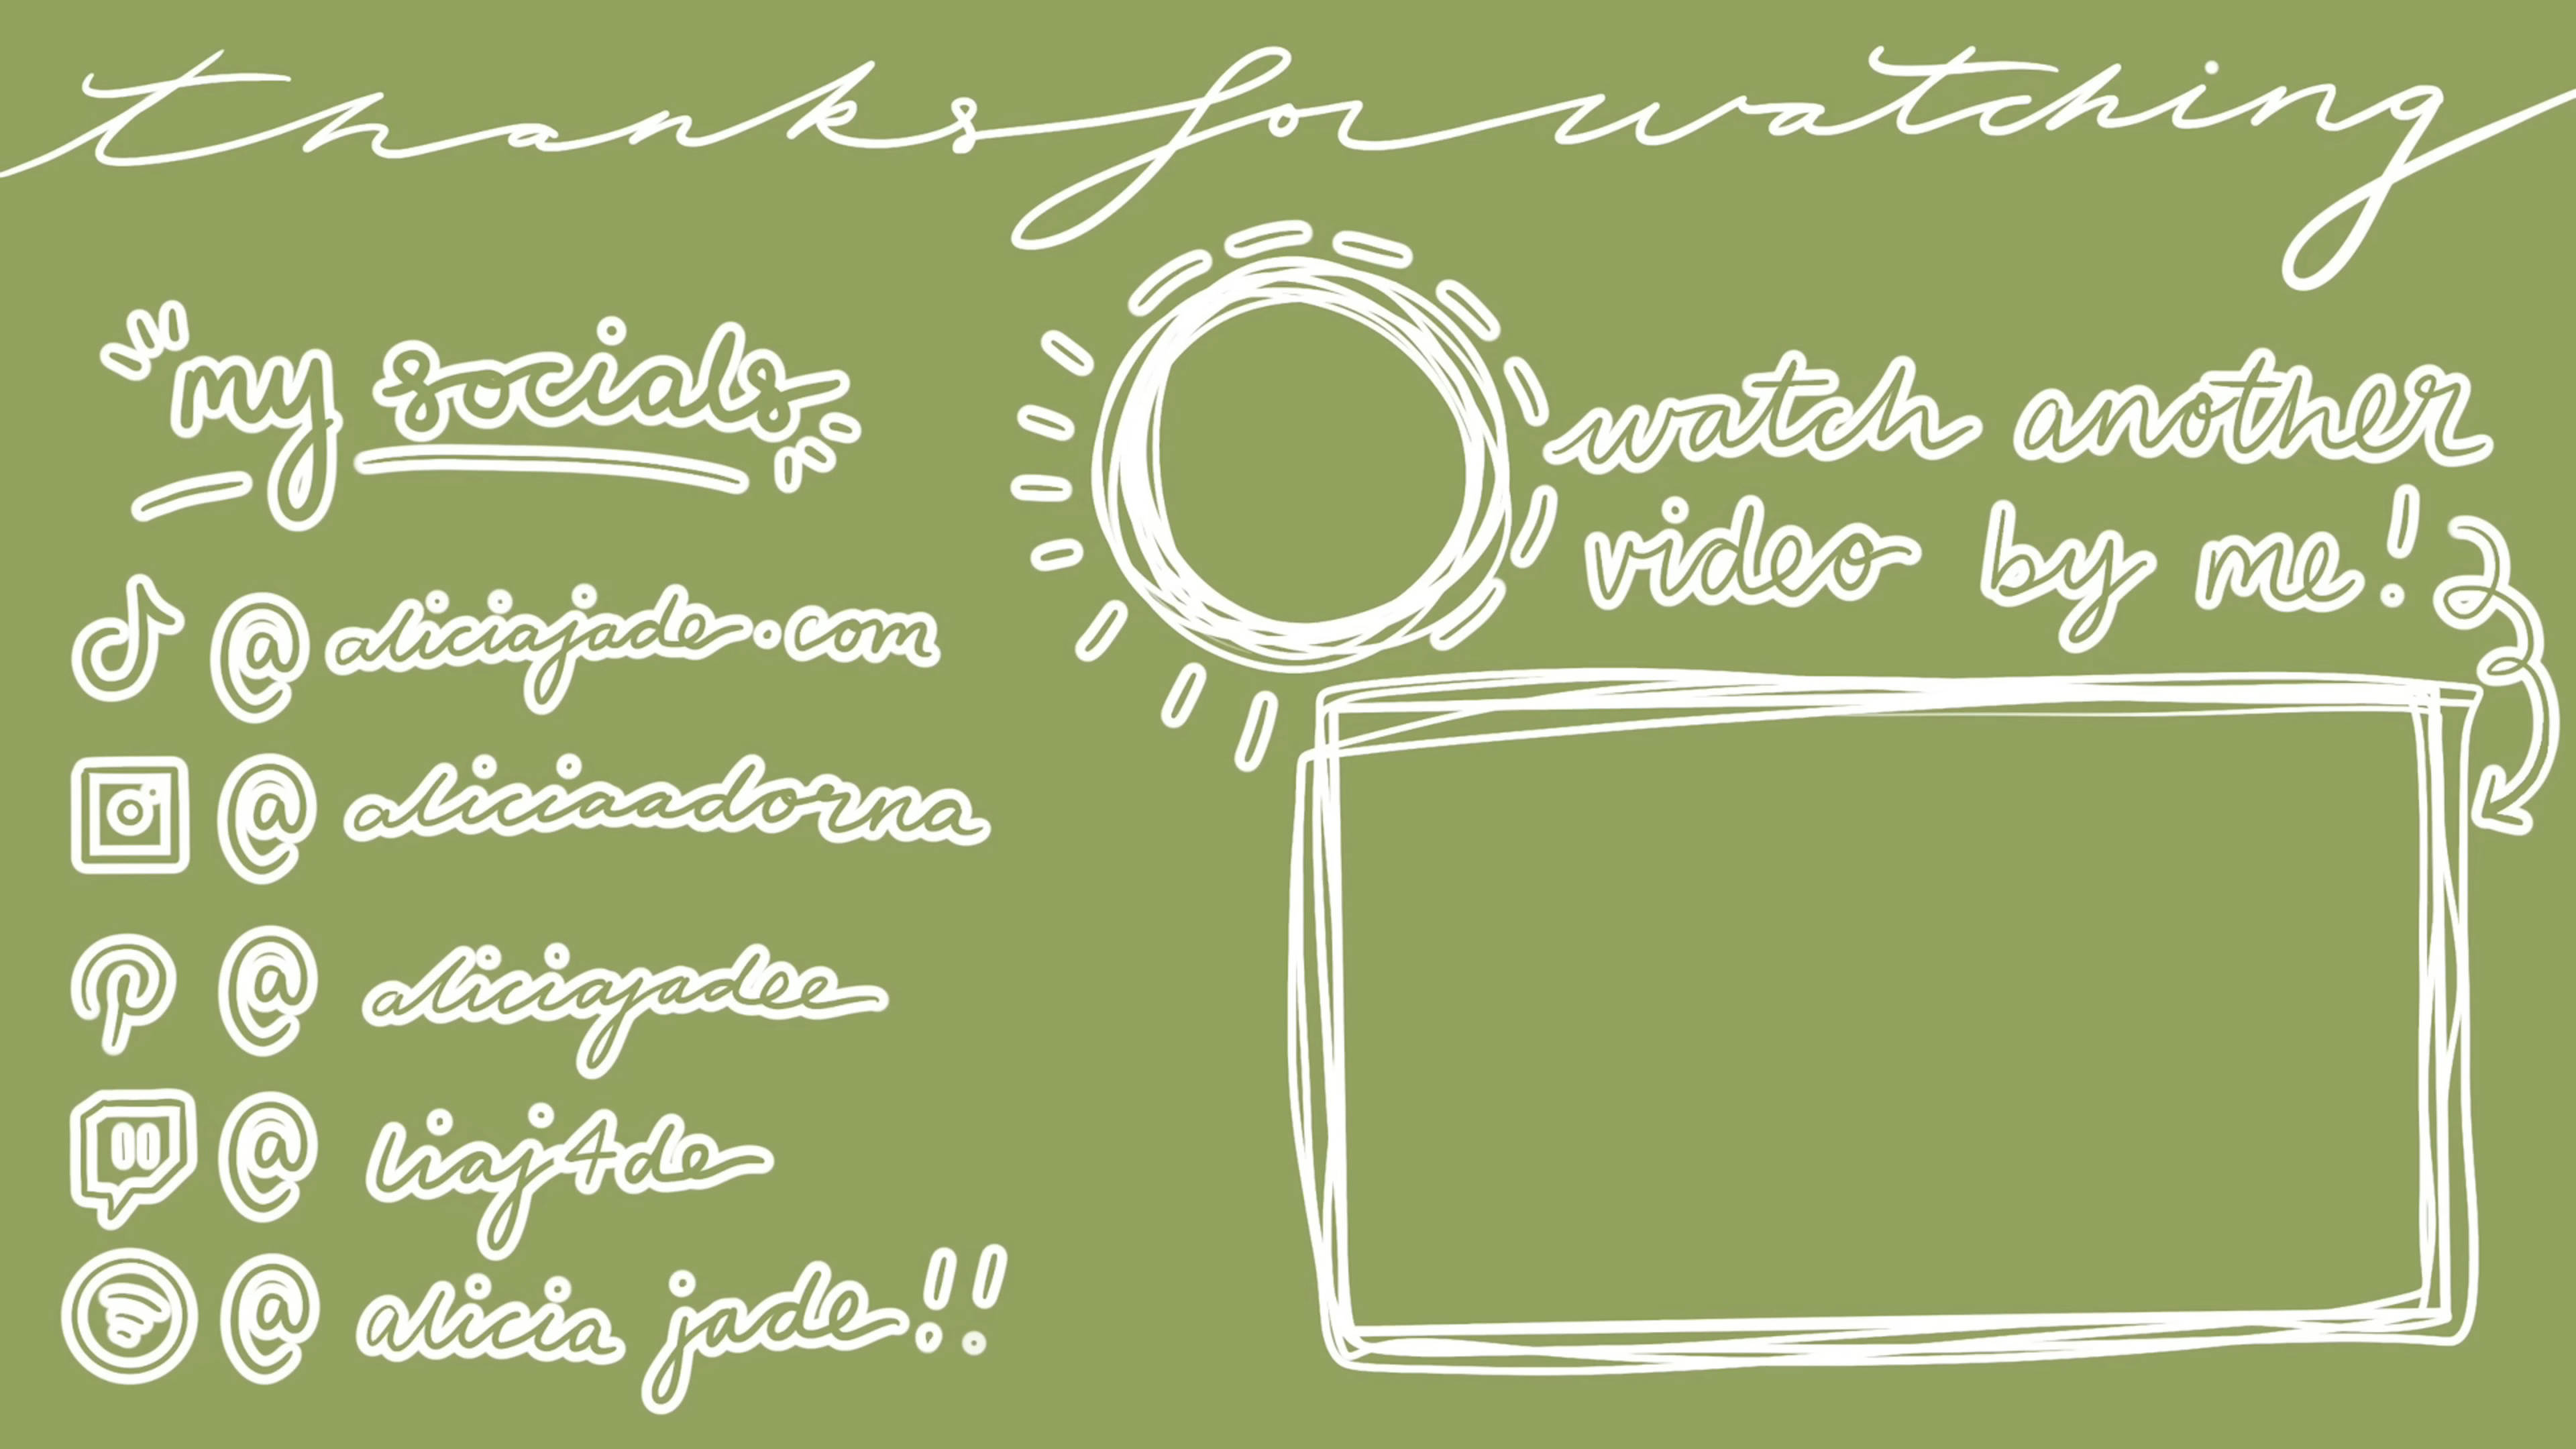 thanks for watching
my socials
@aliciajade.com
@aliciaadorna
@aliciajadee
@liaj4de
@alicia jade!!
watch another
video by me!